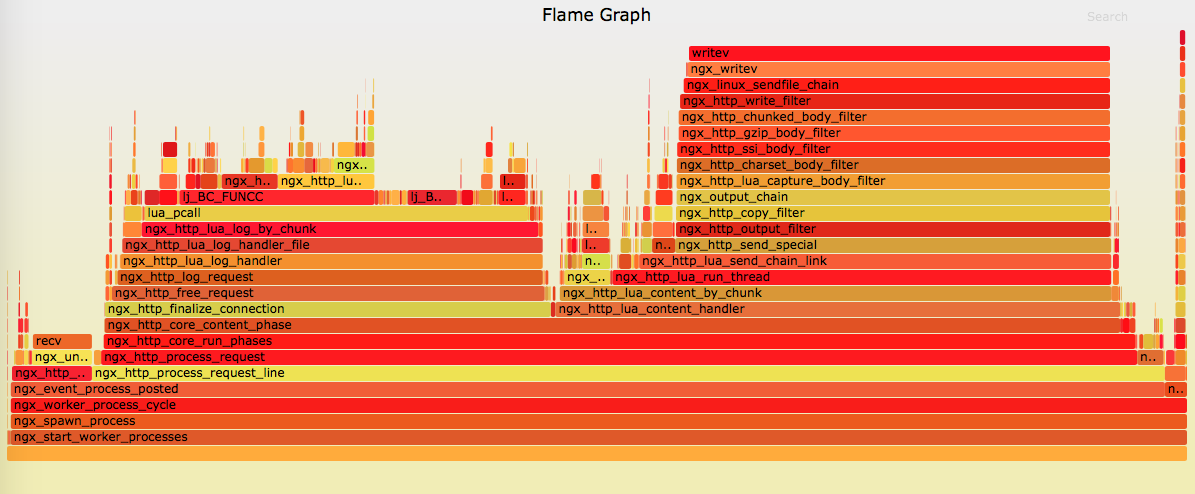 Flame Graph
Search
writev
ngx_writev
ngx_linux_sendfile_chain
ngx_http_write_filter
ngx_http_chunked_body_filter
ngx_http_gzip_body_filter
ngx_http_ssi_body_filter
ngx.. ngx_http_charset_body_filter
ngx_h.. ngx_http_lu.. l.. ngx_http_lua_capture_body_filter
lj_BC_FUNCC lj_B.. l.. ngx_output_chain
lua_pcall ngx_http_copy_filter
ngx_http_lua_log_by_chunk l.. ngx_http_output_filter
ngx_http_lua_log_handler_file l.. n.. ngx_http_send_special
ngx_http_lua_log_handler n.. ngx_http_lua_send_chain_link
ngx_http_log_request ngx_.. ngx_http_lua_run_thread
ngx_http_free_request ngx_http_lua_content_by_chunk
ngx_http_finalize_connection ngx_http_lua_content_handler
ngx_http_core_content_phase
recv ngx_http_core_run_phases
ngx_un.. ngx_http_process_request n..
ngx_http_.. ngx_http_process_request_line
ngx_event_process_posted n..
ngx_worker_process_cycle
ngx_spawn_process
ngx_start_worker_processes